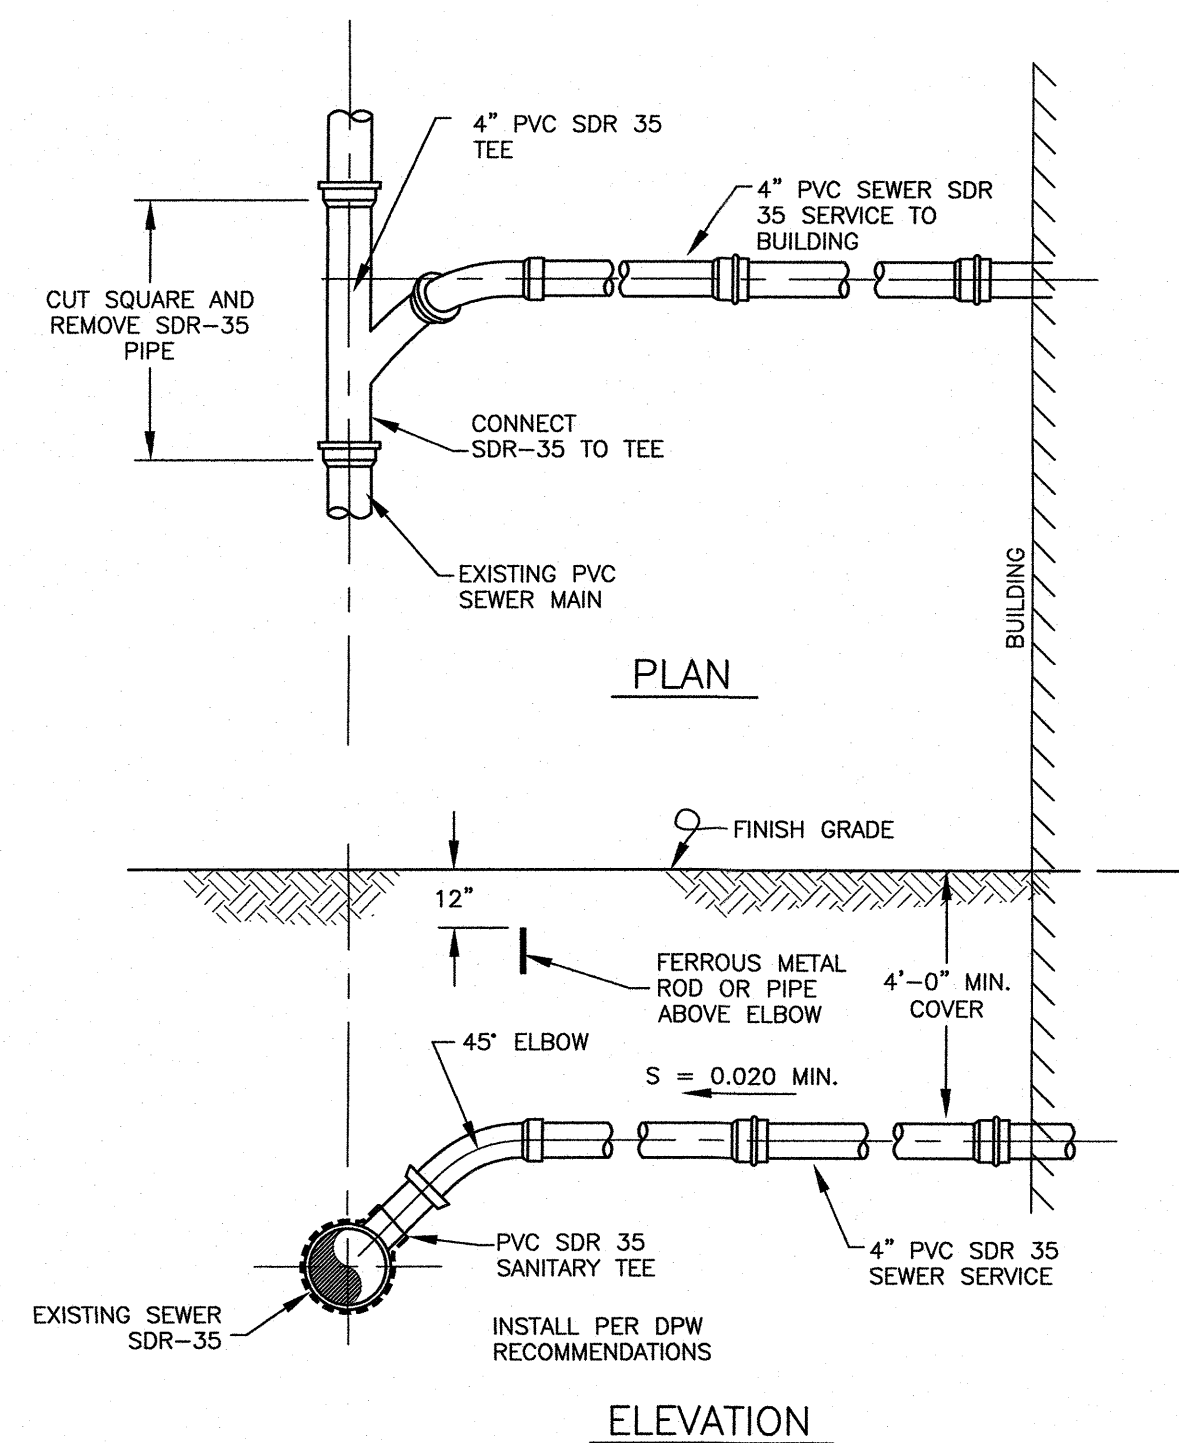 4" PVC SDR 35
TEE
4" PVC SEWER SDR
35 SERVICE TO
BUILDING
CUT SQUARE AND
REMOVE SDR-35
PIPE
CONNECT
SDR-35 TO TEE
EXISTING PVC
SEWER MAIN
BUILDING
PLAN
FINISH GRADE
12"
FERROUS METAL
ROD OR PIPE
ABOVE ELBOW
4'-0" MIN.
COVER
45° ELBOW
S = 0.020 MIN.
PVC SDR 35
SANITARY TEE
4" PVC SDR 35
SEWER SERVICE
EXISTING SEWER
SDR-35
INSTALL PER DPW
RECOMMENDATIONS
ELEVATION